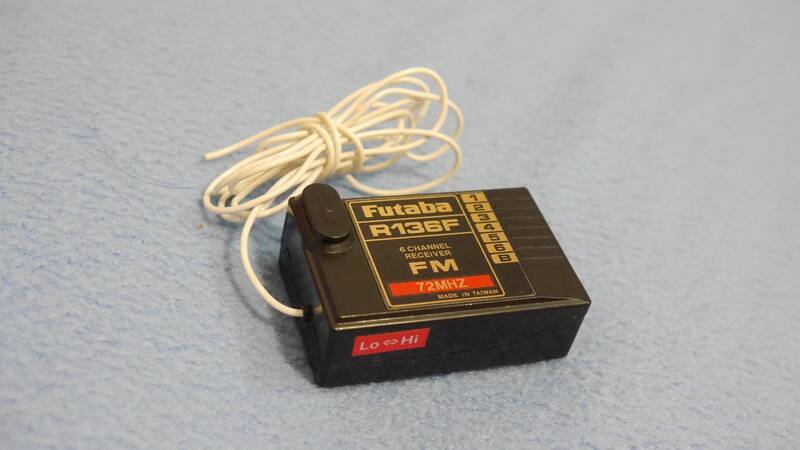 Futaba
R136F
6 CHANNEL
RECEIVER
FM
72MHZ
MADE IN TAIWAN
1
2
3
4
5
6
B
Lo⇔Hi